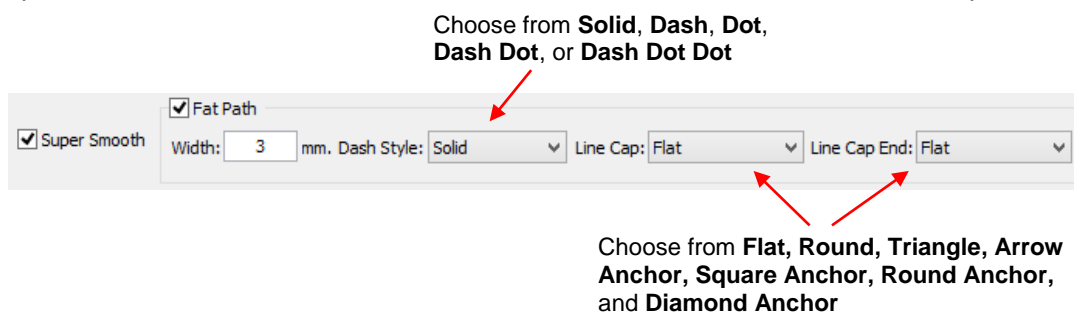 Choose from Solid, Dash, Dot,
Dash Dot, or Dash Dot Dot
Fat Path
Super Smooth
Width: 3 mm. Dash Style: Solid Line Cap: Flat Line Cap End: Flat
Choose from Flat, Round, Triangle, Arrow
Anchor, Square Anchor, Round Anchor,
and Diamond Anchor